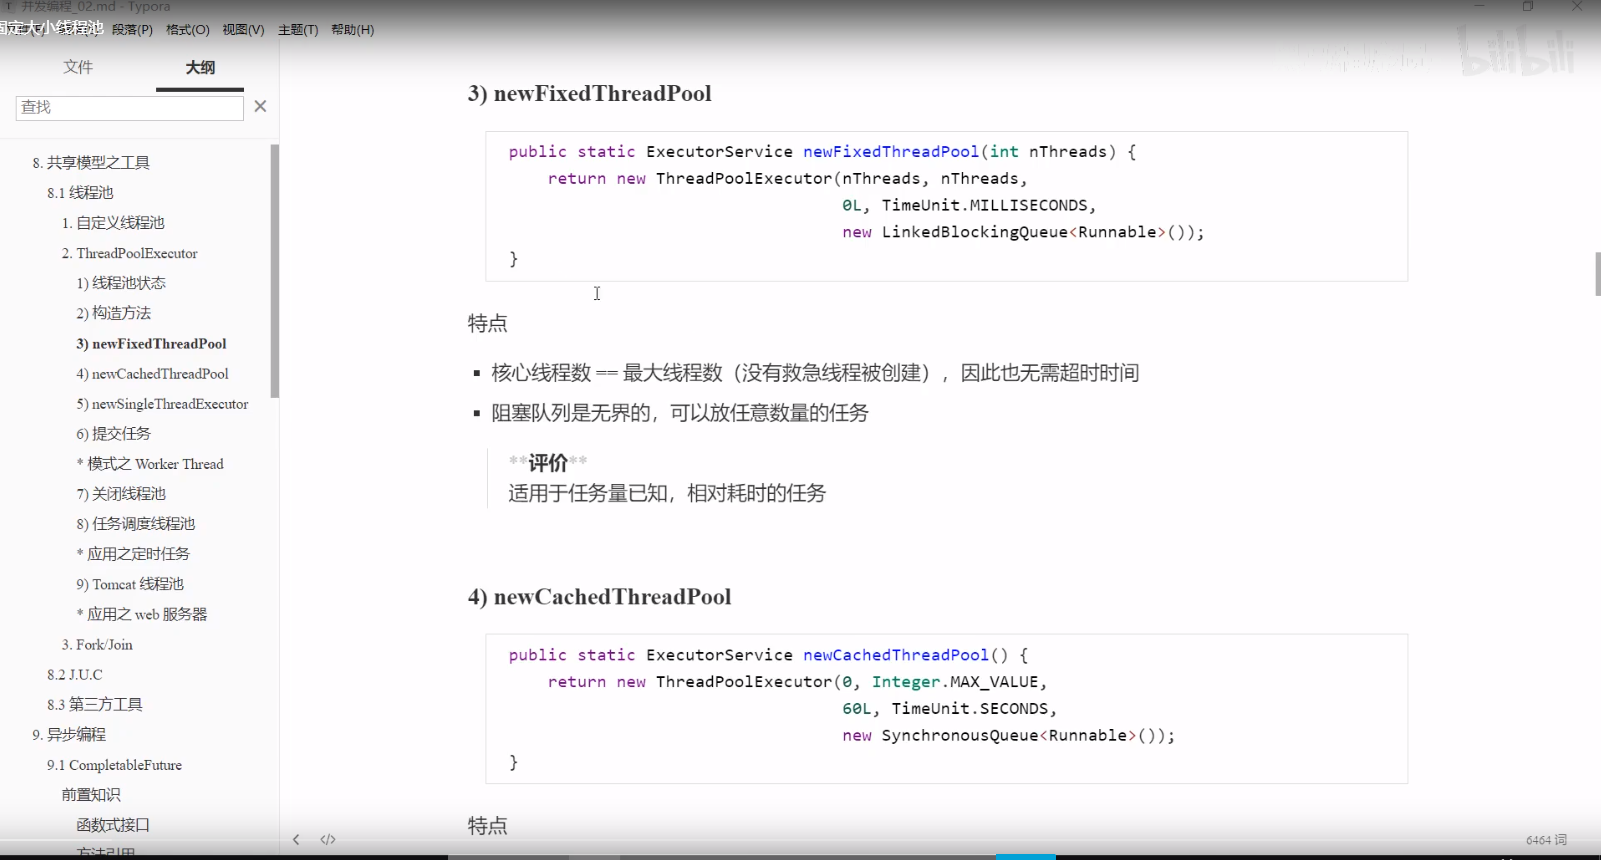 并发编程_02.md - Typora
固定大小线程池
段落(P) 格式(O) 视图(V) 主题(T) 帮助(H)
bilibili
文件 大纲
查找
8. 共享模型之工具
8.1 线程池
1. 自定义线程池
2. ThreadPoolExecutor
1) 线程池状态
2) 构造方法
3) newFixedThreadPool
4) newCachedThreadPool
5) newSingleThreadExecutor
6) 提交任务
* 模式之 Worker Thread
7) 关闭线程池
8) 任务调度线程池
* 应用之定时任务
9) Tomcat 线程池
* 应用之 web 服务器
3. Fork/Join
8.2 J.U.C
8.3 第三方工具
9. 异步编程
9.1 CompletableFuture
前置知识
函数式接口
方法引用
3) newFixedThreadPool
public static ExecutorService newFixedThreadPool(int nThreads) {
return new ThreadPoolExecutor(nThreads, nThreads,
0L, TimeUnit.MILLISECONDS,
new LinkedBlockingQueue<Runnable>());
}
特点
▪ 核心线程数 == 最大线程数（没有救急线程被创建），因此也无需超时时间
▪ 阻塞队列是无界的，可以放任意数量的任务
**评价**
适用于任务量已知，相对耗时的任务
4) newCachedThreadPool
public static ExecutorService newCachedThreadPool() {
return new ThreadPoolExecutor(0, Integer.MAX_VALUE,
60L, TimeUnit.SECONDS,
new SynchronousQueue<Runnable>());
}
特点
</> 6464 词